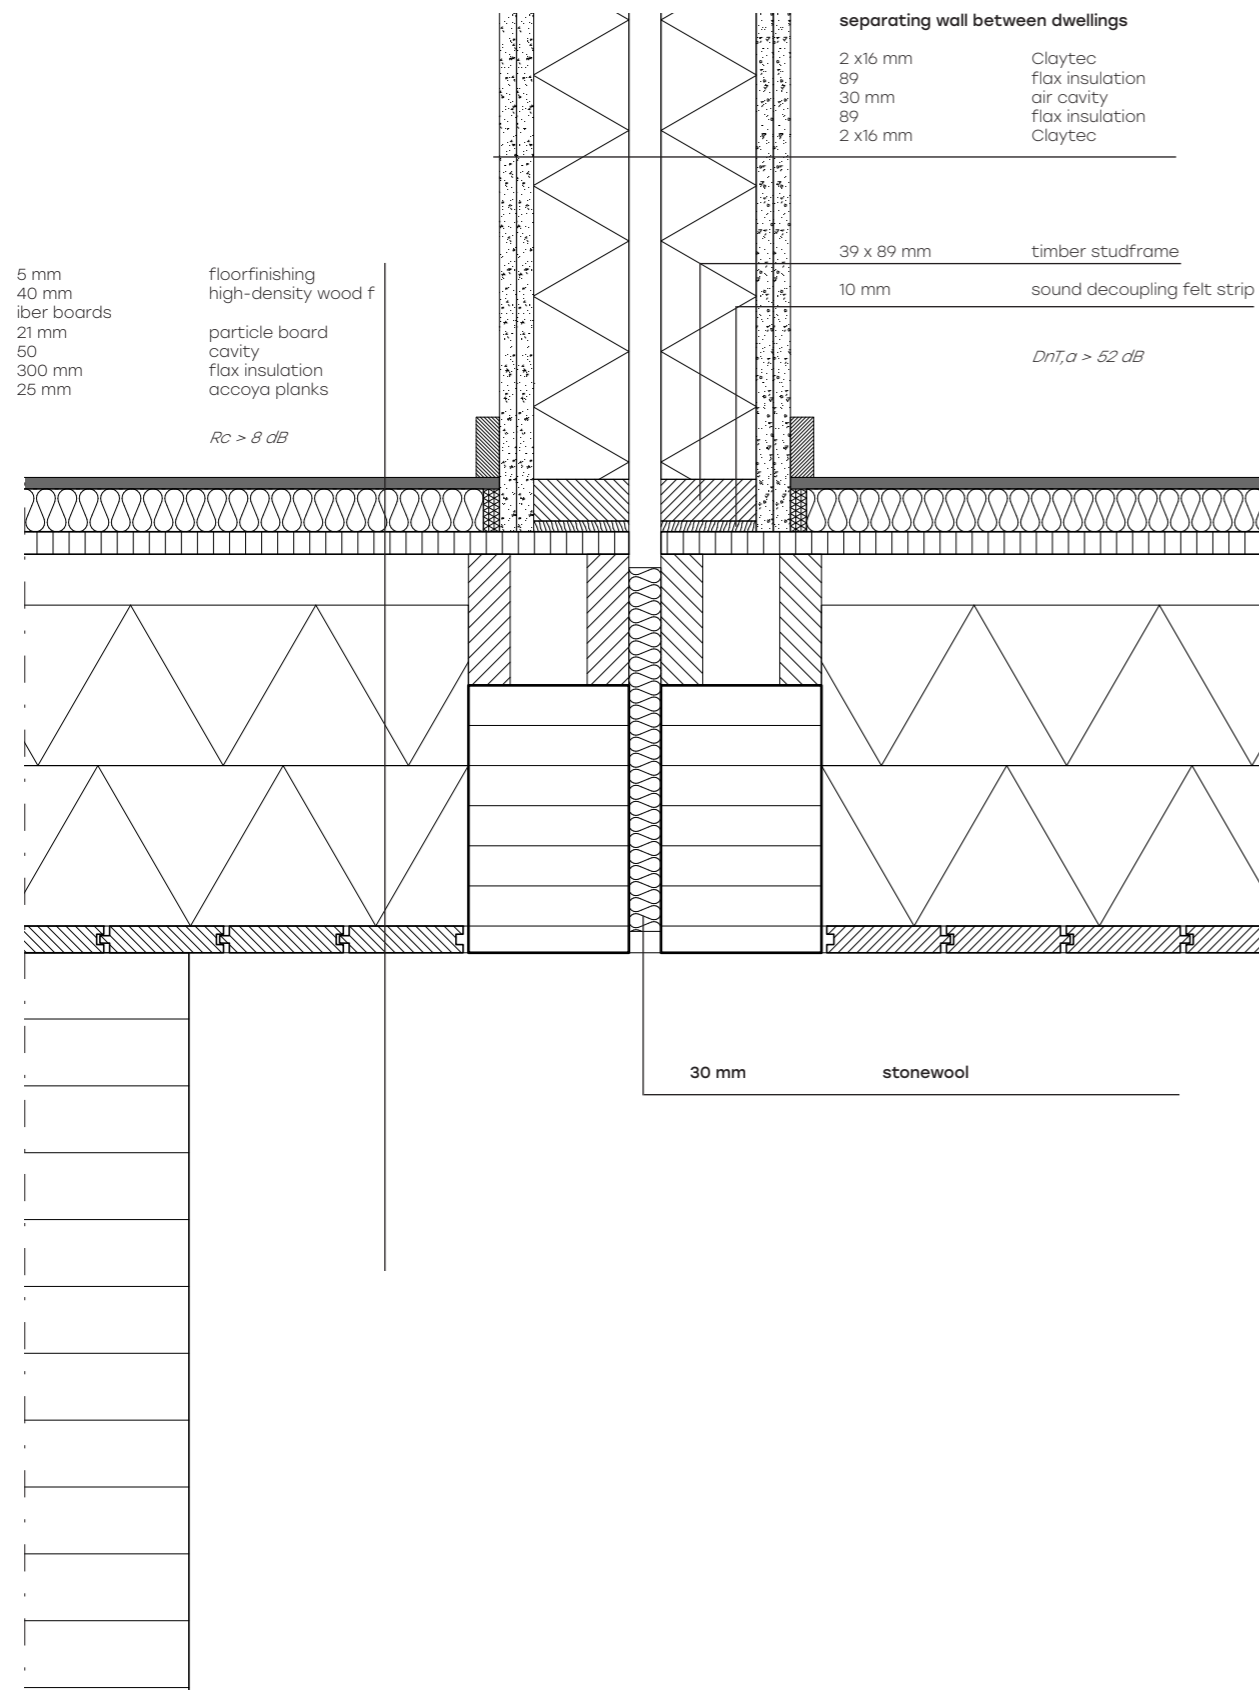 separating wall between dwellings
2 x16 mm Claytec
89 flax insulation
30 mm air cavity
89 flax insulation
2 x16 mm Claytec
39 x 89 mm timber studframe
10 mm sound decoupling felt strip
DnT,a > 52 dB
5 mm floorfinishing
40 mm high-density wood f
iber boards
21 mm particle board
50 cavity
300 mm flax insulation
25 mm accoya planks
Rc > 8 dB
30 mm stonewool